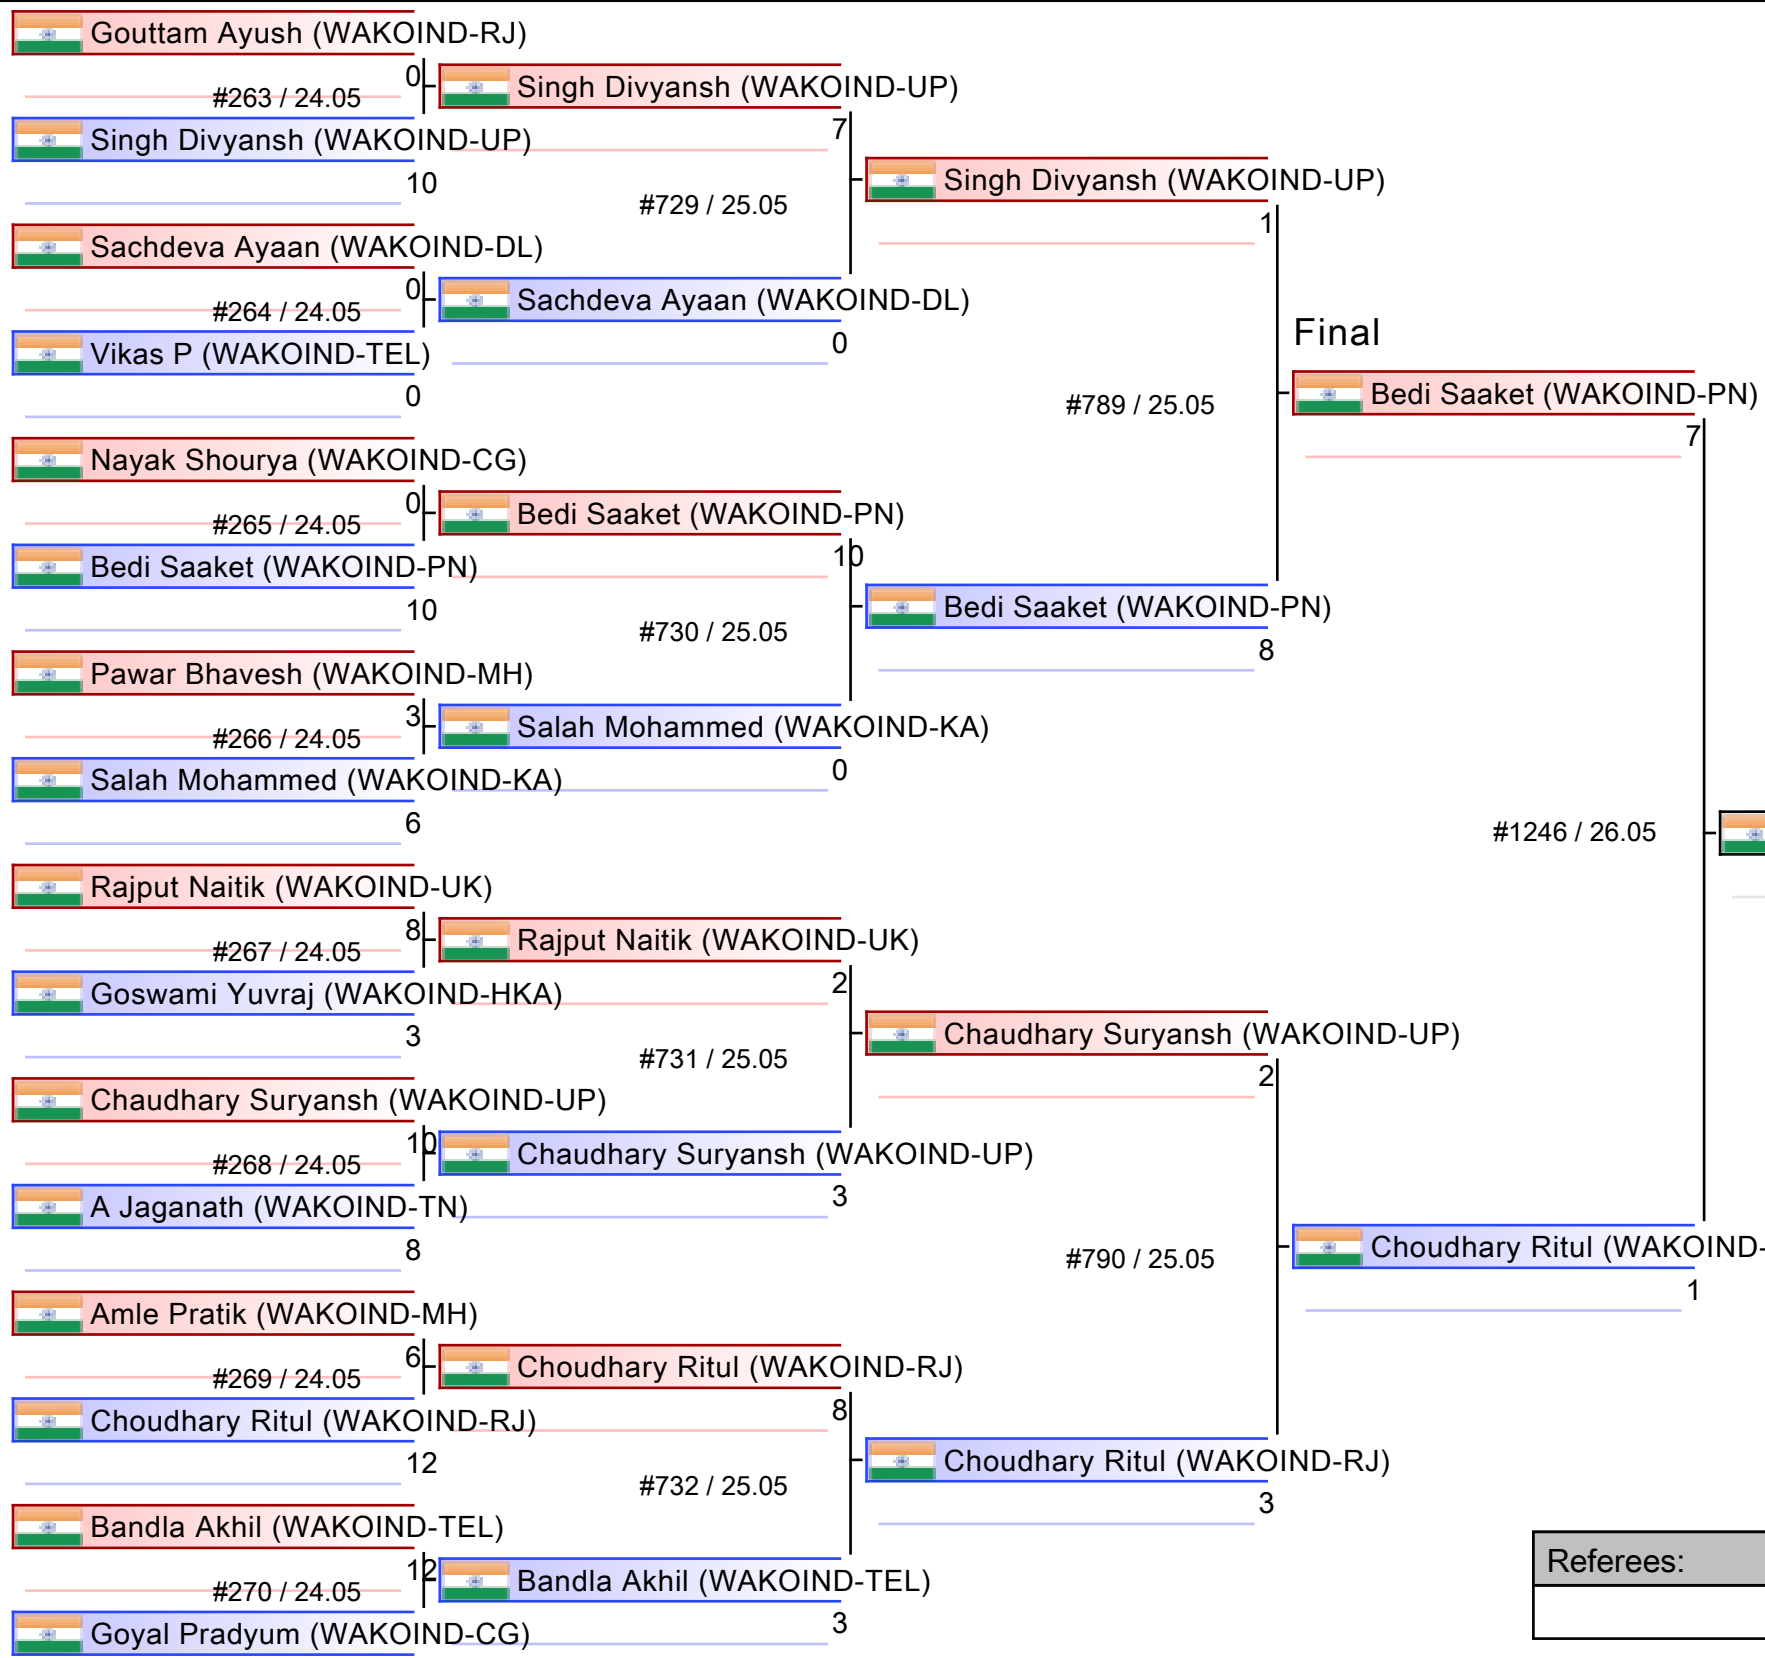 Gouttam Ayush (WAKOIND-RJ)
0
#263 / 24.05
Singh Divyansh (WAKOIND-UP)
10
Sachdeva Ayaan (WAKOIND-DL)
0
#264 / 24.05
Vikas P (WAKOIND-TEL)
0
Nayak Shourya (WAKOIND-CG)
0
#265 / 24.05
Bedi Saaket (WAKOIND-PN)
10
Pawar Bhavesh (WAKOIND-MH)
3
#266 / 24.05
Salah Mohammed (WAKOIND-KA)
6
Rajput Naitik (WAKOIND-UK)
8
#267 / 24.05
Goswami Yuvraj (WAKOIND-HKA)
3
Chaudhary Suryansh (WAKOIND-UP)
10
#268 / 24.05
A Jaganath (WAKOIND-TN)
8
Amle Pratik (WAKOIND-MH)
6
#269 / 24.05
Choudhary Ritul (WAKOIND-RJ)
12
Bandla Akhil (WAKOIND-TEL)
12
#270 / 24.05
Goyal Pradyum (WAKOIND-CG)
Singh Divyansh (WAKOIND-UP)
7
#729 / 25.05
Sachdeva Ayaan (WAKOIND-DL)
0
Bedi Saaket (WAKOIND-PN)
10
#730 / 25.05
Salah Mohammed (WAKOIND-KA)
0
Rajput Naitik (WAKOIND-UK)
2
#731 / 25.05
Chaudhary Suryansh (WAKOIND-UP)
3
Choudhary Ritul (WAKOIND-RJ)
8
#732 / 25.05
Bandla Akhil (WAKOIND-TEL)
3
Singh Divyansh (WAKOIND-UP)
1
#789 / 25.05
Bedi Saaket (WAKOIND-PN)
8
Chaudhary Suryansh (WAKOIND-UP)
2
#790 / 25.05
Choudhary Ritul (WAKOIND-RJ)
3
Final
Bedi Saaket (WAKOIND-PN)
7
#1246 / 26.05
Choudhary Ritul (WAKOIND-
1
Referees: